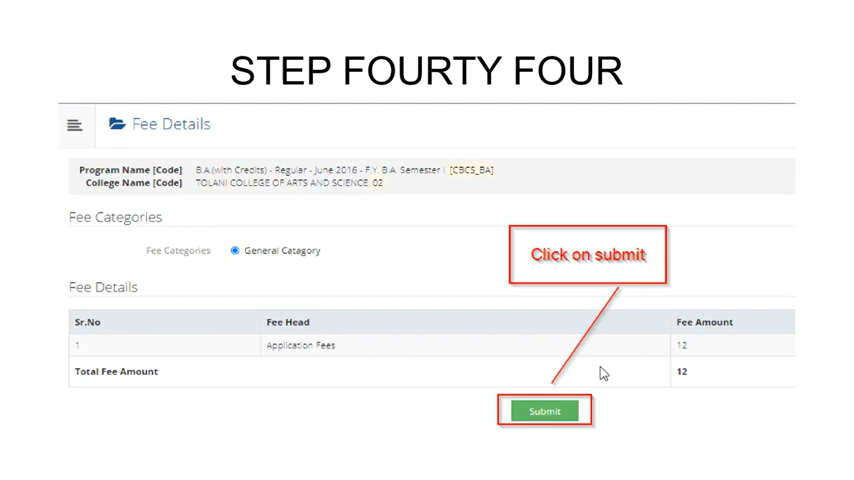 STEP FOURTY FOUR
Fee Details
Program Name [Code] B.A.(with Credits) - Regular - June 2016 - F.Y. B.A. Semester I [CBCS_BA]
College Name [Code] TOLANI COLLEGE OF ARTS AND SCIENCE 02
Fee Categories
Fee Categories General Catagory
Click on submit
Fee Details
Sr.No Fee Head Fee Amount
1 Application Fees 12
Total Fee Amount 12
Submit